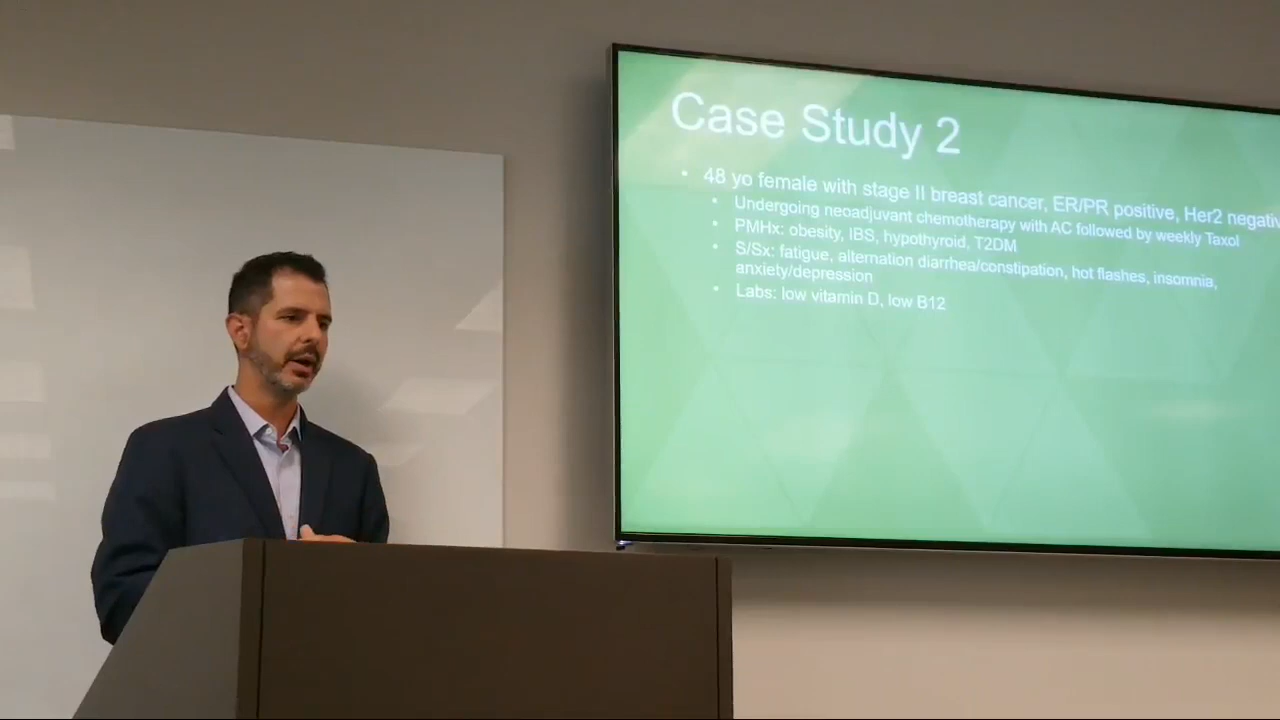 Case Study 2
• 48 yo female with stage II breast cancer, ER/PR positive, Her2 negativ
• Undergoing neoadjuvant chemotherapy with AC followed by weekly Taxol
• PMHx: obesity, IBS, hypothyroid, T2DM
• S/Sx: fatigue, alternation diarrhea/constipation, hot flashes, insomnia,
anxiety/depression
• Labs: low vitamin D, low B12